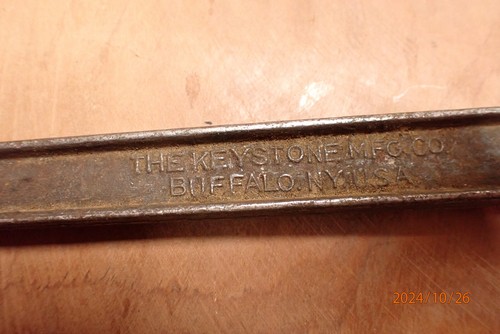 THE KEYSTONE MFG. CO.
BUFFALO. N.Y. U.S.A.
2024/10/26